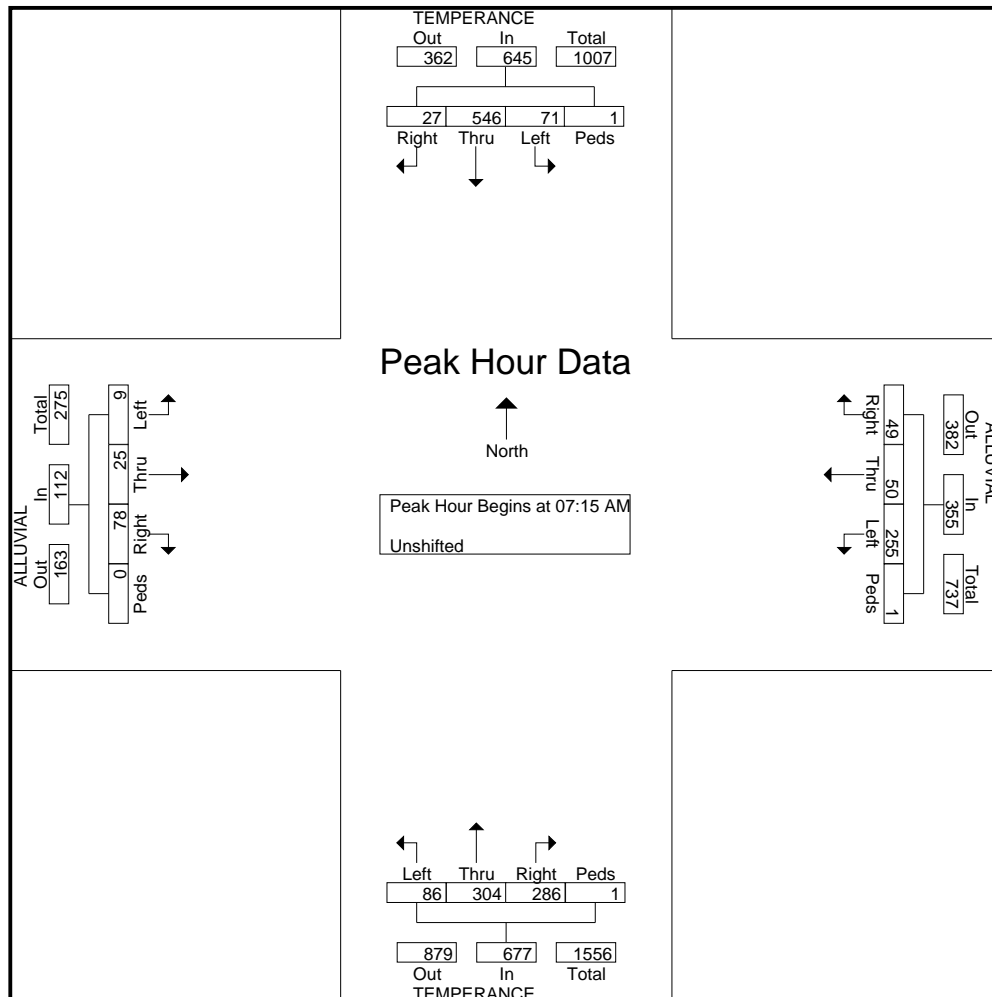 TEMPERANCE
Out In Total
362 645 1007
27 546 71 1
Right Thru Left Peds
Peak Hour Data
North
Peak Hour Begins at 07:15 AM
Unshifted
ALLUVIAL
Out In Total
163 112 275
9 25 78 0
Left Thru Right Peds
ALLUVIAL
Out In Total
382 355 737
49 50 255 1
Right Thru Left Peds
Left Thru Right Peds
86 304 286 1
879 677 1556
Out In Total
TEMPERANCE